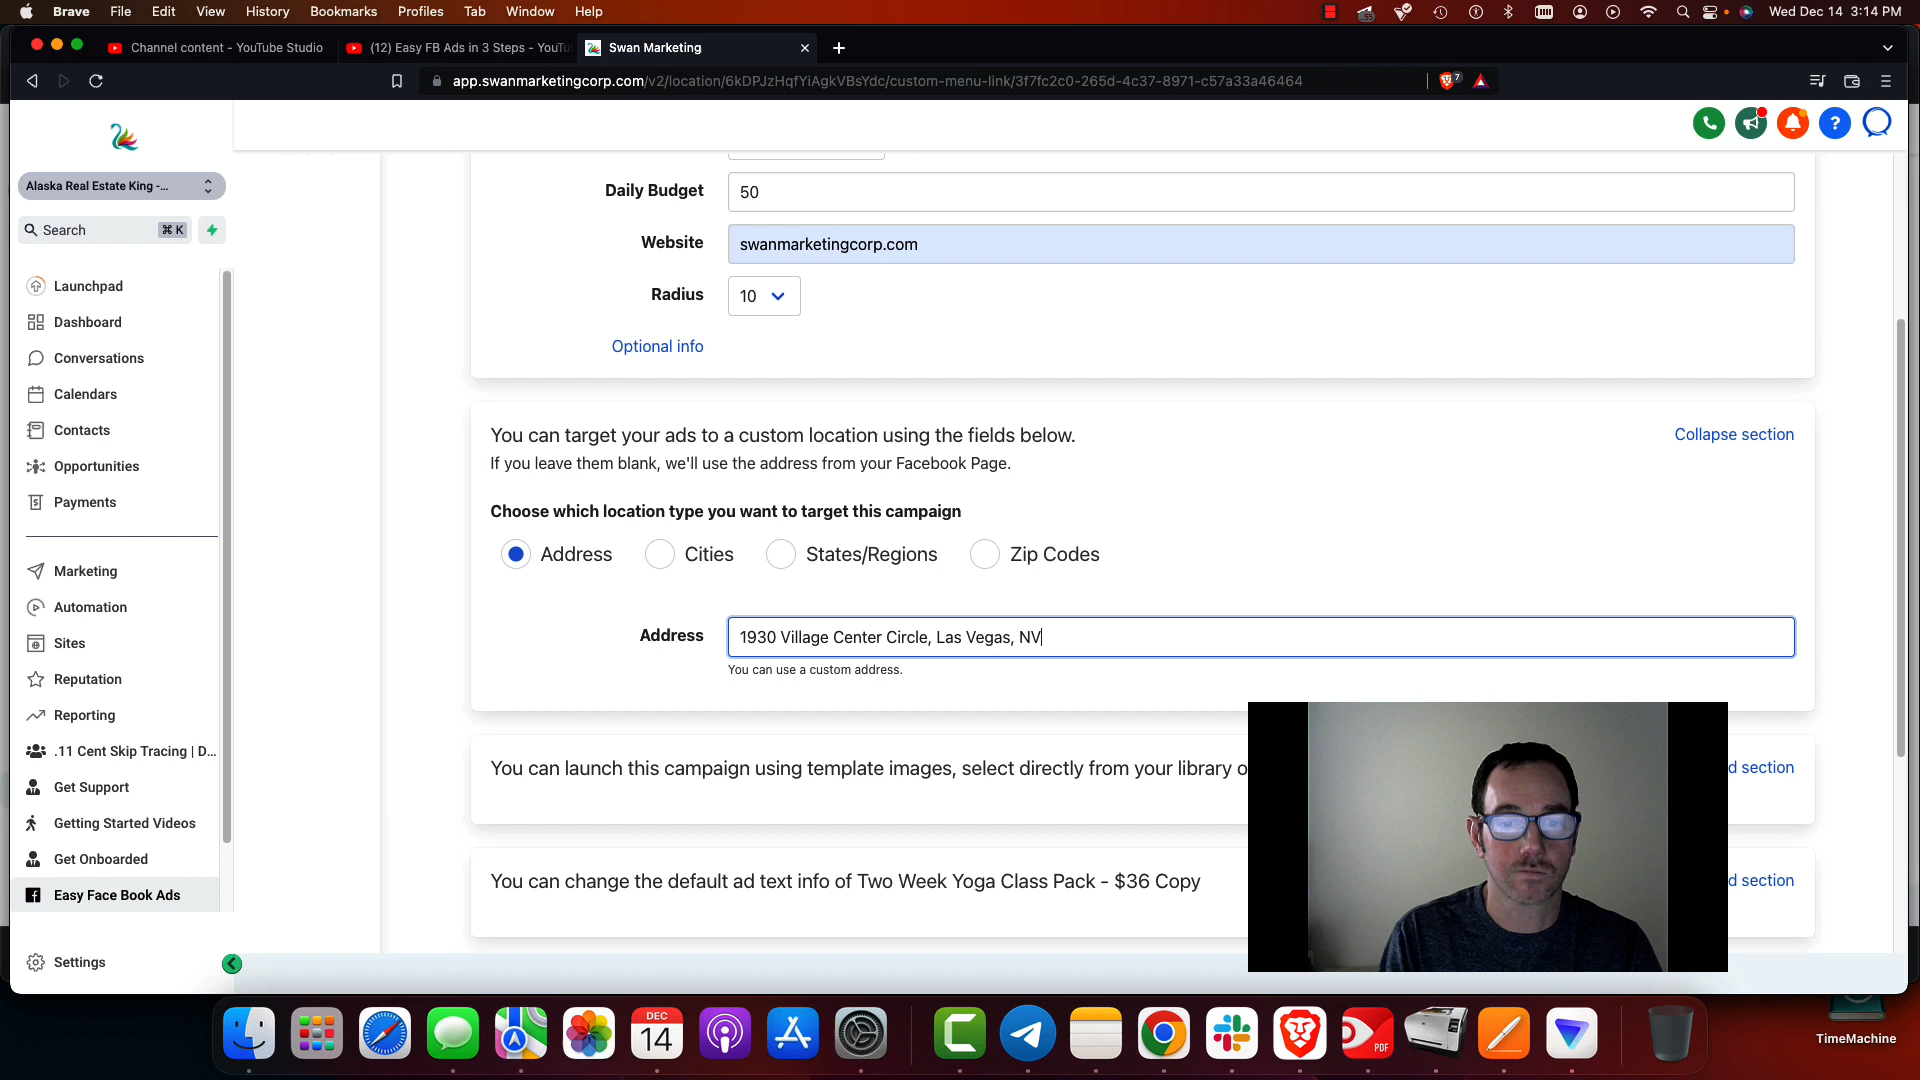 Brave File Edit View History Bookmarks Profiles Tab Window Help
Wed Dec 14 3:14 PM
Channel content - YouTube Studio
(12) Easy FB Ads in 3 Steps - YouTu
Swan Marketing
app.swanmarketingcorp.com/v2/location/6kDPJzHqfYiAgkVBsYdc/custom-menu-link/3f7fc2c0-265d-4c37-8971-c57a33a46464
7
Alaska Real Estate King -...
Search
⌘ K
Launchpad
Dashboard
Conversations
Calendars
Contacts
Opportunities
Payments
Marketing
Automation
Sites
Reputation
Reporting
.11 Cent Skip Tracing | D...
Get Support
Getting Started Videos
Get Onboarded
Easy Face Book Ads
Settings
Daily Budget
50
Website
swanmarketingcorp.com
Radius
10
Optional info
You can target your ads to a custom location using the fields below.
Collapse section
If you leave them blank, we'll use the address from your Facebook Page.
Choose which location type you want to target this campaign
Address
Cities
States/Regions
Zip Codes
Address
1930 Village Center Circle, Las Vegas, NV
You can use a custom address.
You can launch this campaign using template images, select directly from your library o
d section
You can change the default ad text info of Two Week Yoga Class Pack - $36 Copy
d section
DEC
14
PDF
TimeMachine